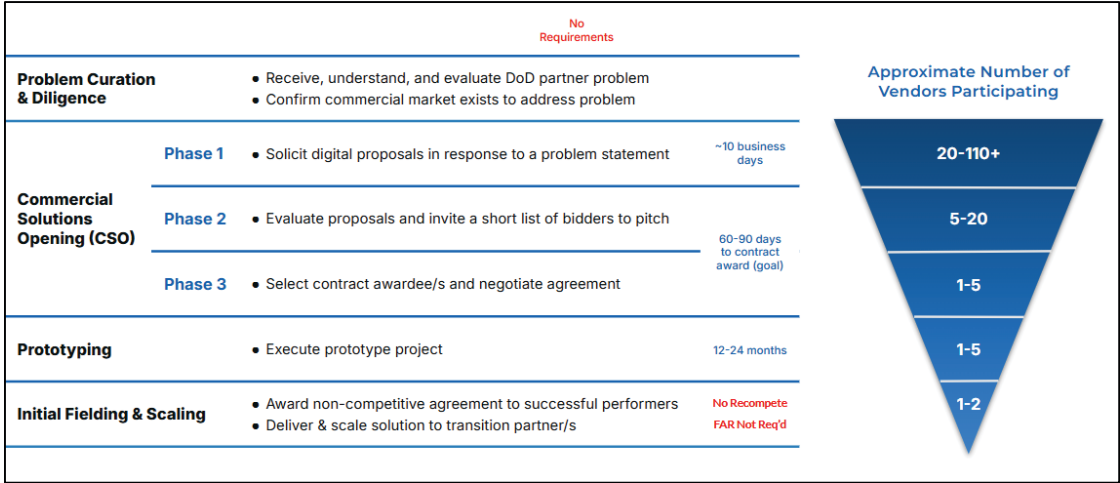 No
Requirements
Problem Curation
& Diligence
• Receive, understand, and evaluate DoD partner problem
• Confirm commercial market exists to address problem
Approximate Number of
Vendors Participating
Commercial
Solutions
Opening (CSO)
Phase 1
• Solicit digital proposals in response to a problem statement
~10 business
days
20-110+
Phase 2
• Evaluate proposals and invite a short list of bidders to pitch
5-20
60-90 days
to contract
award (goal)
Phase 3
• Select contract awardee/s and negotiate agreement
1-5
Prototyping
• Execute prototype project
12-24 months
1-5
Initial Fielding & Scaling
• Award non-competitive agreement to successful performers
• Deliver & scale solution to transition partner/s
No Recompete
FAR Not Req'd
1-2